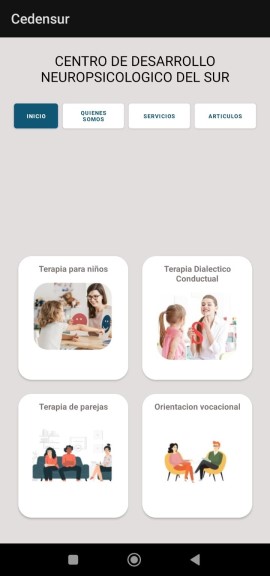 Cedensur
CENTRO DE DESARROLLO
NEUROPSICOLOGICO DEL SUR
INICIO
QUIENES
SOMOS
SERVICIOS
ARTICULOS
Terapia para niños
Terapia Dialectico
Conductual
Terapia de parejas
Orientacion vocacional